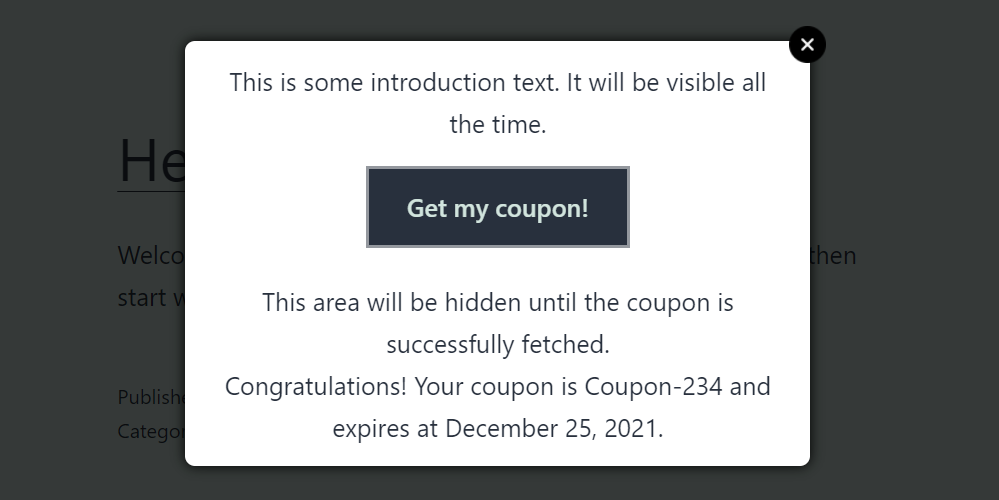 This is some introduction text. It will be visible all
the time.
He
Get my coupon!
Welco
then
start w
This area will be hidden until the coupon is
successfully fetched.
Congratulations! Your coupon is Coupon-234 and
Publishe
expires at December 25, 2021.
Categor